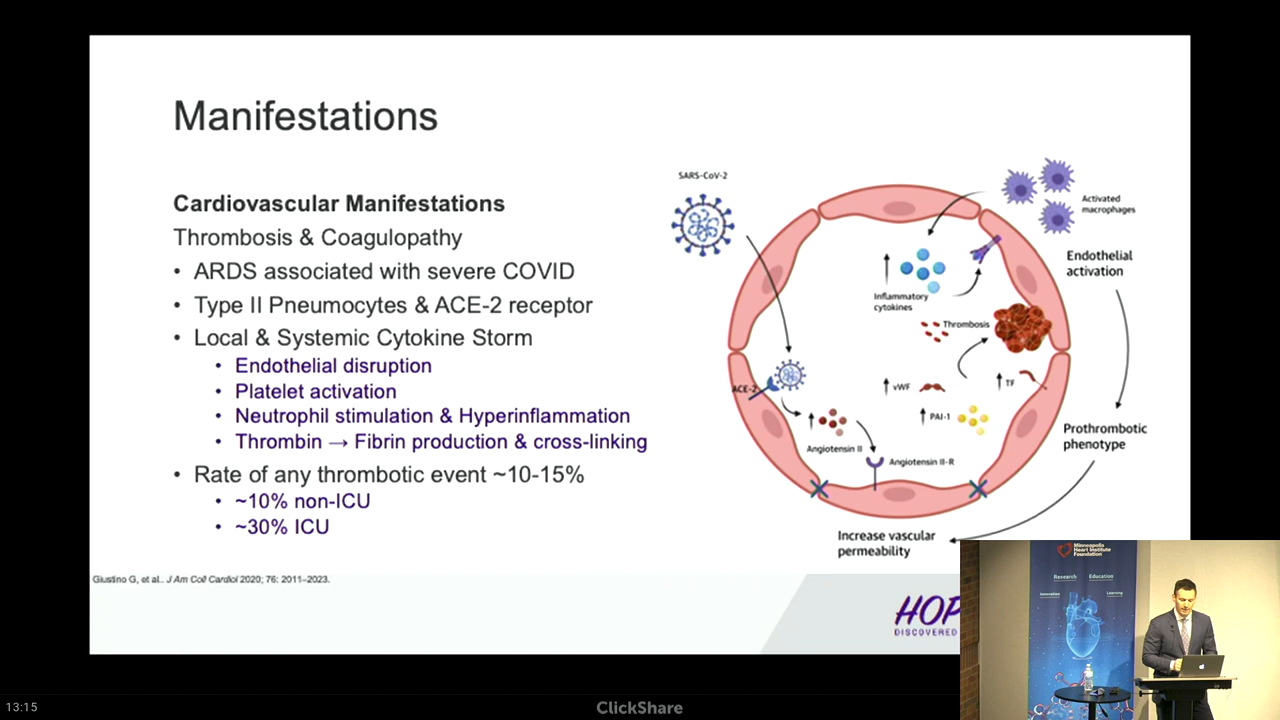 Manifestations
Cardiovascular Manifestations
Thrombosis & Coagulopathy
• ARDS associated with severe COVID
• Type II Pneumocytes & ACE-2 receptor
• Local & Systemic Cytokine Storm
• Endothelial disruption
• Platelet activation
• Neutrophil stimulation & Hyperinflammation
• Thrombin → Fibrin production & cross-linking
• Rate of any thrombotic event ~10-15%
• ~10% non-ICU
• ~30% ICU
Giustino G, et al.. J Am Coll Cardiol 2020; 76: 2011–2023.
SARS-CoV-2
Activated
macrophages
Endothelial
activation
Inflammatory
cytokines
Thrombosis
ACE-2
vWF
TF
PAI-1
Angiotensin II
Angiotensin II-R
Prothrombotic
phenotype
Increase vascular
permeability
HOP
DISCOVERED
Minneapolis
Heart Institute
Foundation
Research Education
Innovation Learning
13:15
ClickShare